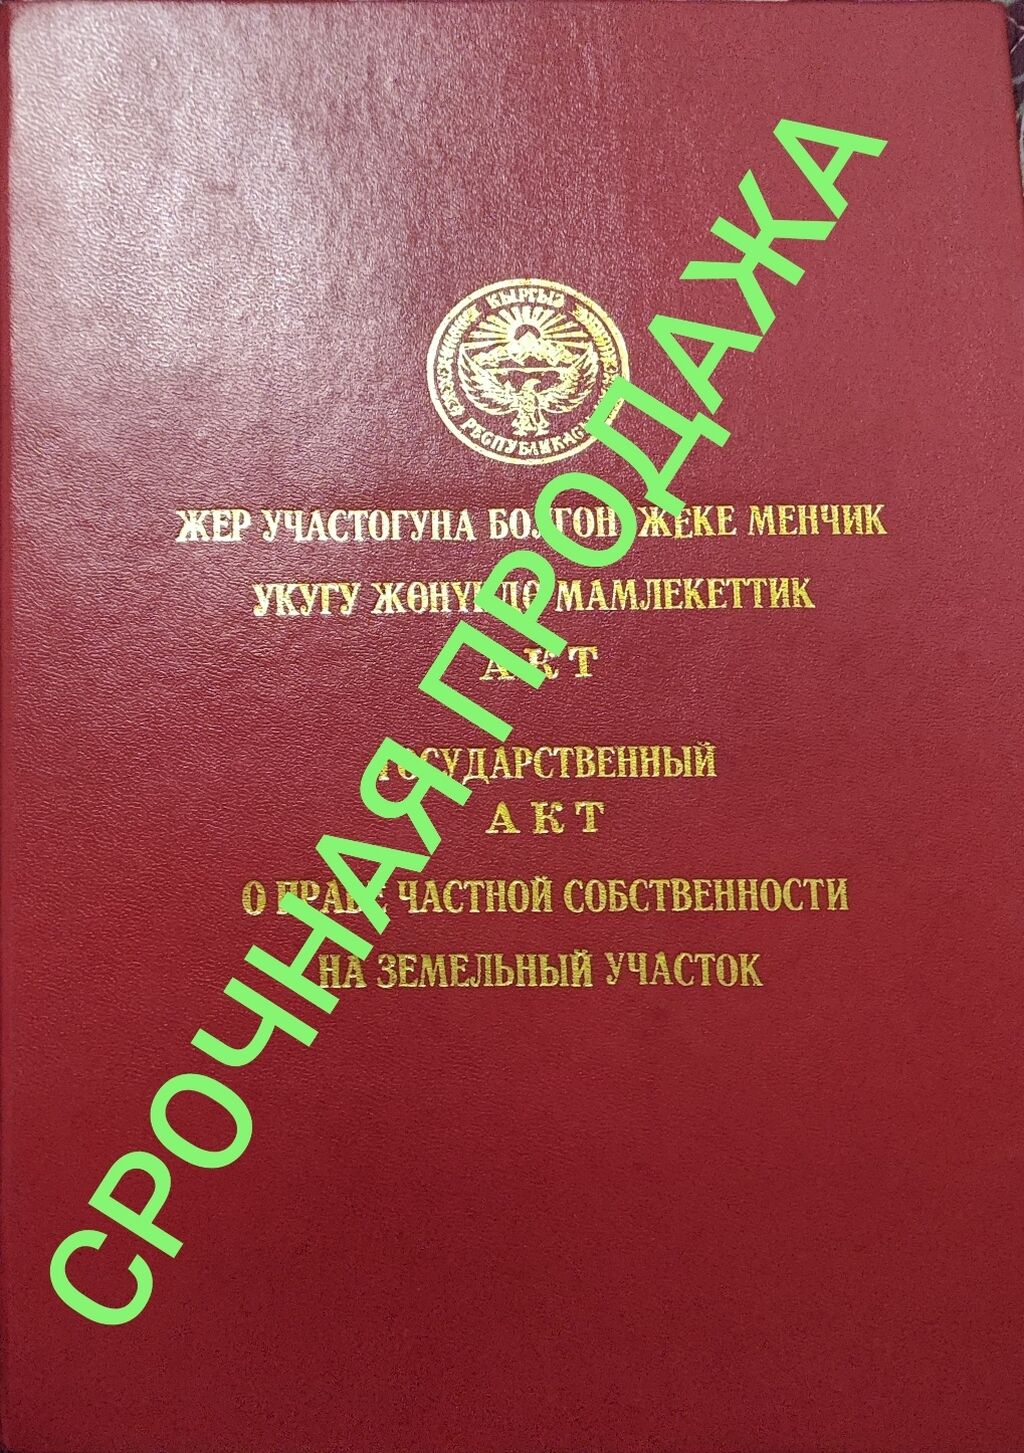 КЫРГЫЗ
РЕСПУБЛИКАСЫ
ЖЕР УЧАСТОГУНА БОЛГОН ЖЕКЕ МЕНЧИК
УКУГУ ЖӨНҮНДӨ МАМЛЕКЕТТИК
АКТ
ГОСУДАРСТВЕННЫЙ
АКТ
О ПРАВЕ ЧАСТНОЙ СОБСТВЕННОСТИ
НА ЗЕМЕЛЬНЫЙ УЧАСТОК
СРОЧНАЯ ПРОДАЖА